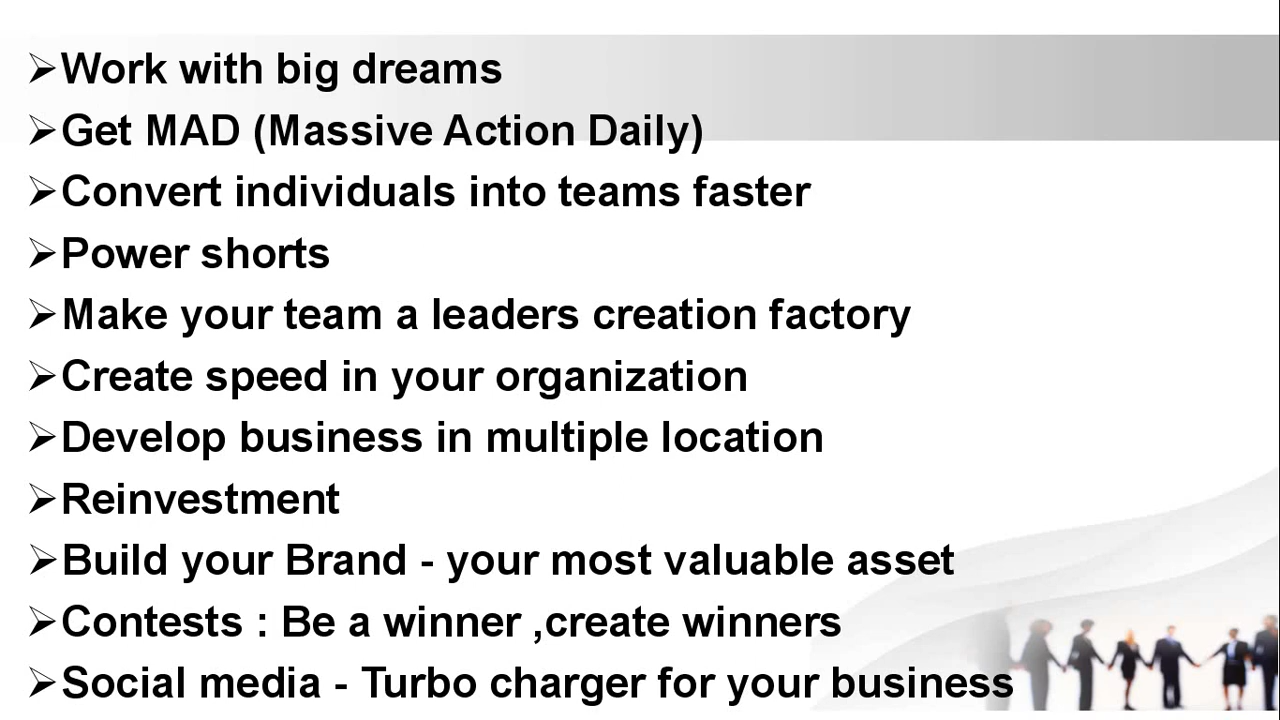 ➢Work with big dreams
➢Get MAD (Massive Action Daily)
➢Convert individuals into teams faster
➢Power shorts
➢Make your team a leaders creation factory
➢Create speed in your organization
➢Develop business in multiple location
➢Reinvestment
➢Build your Brand - your most valuable asset
➢Contests : Be a winner ,create winners
➢Social media - Turbo charger for your business